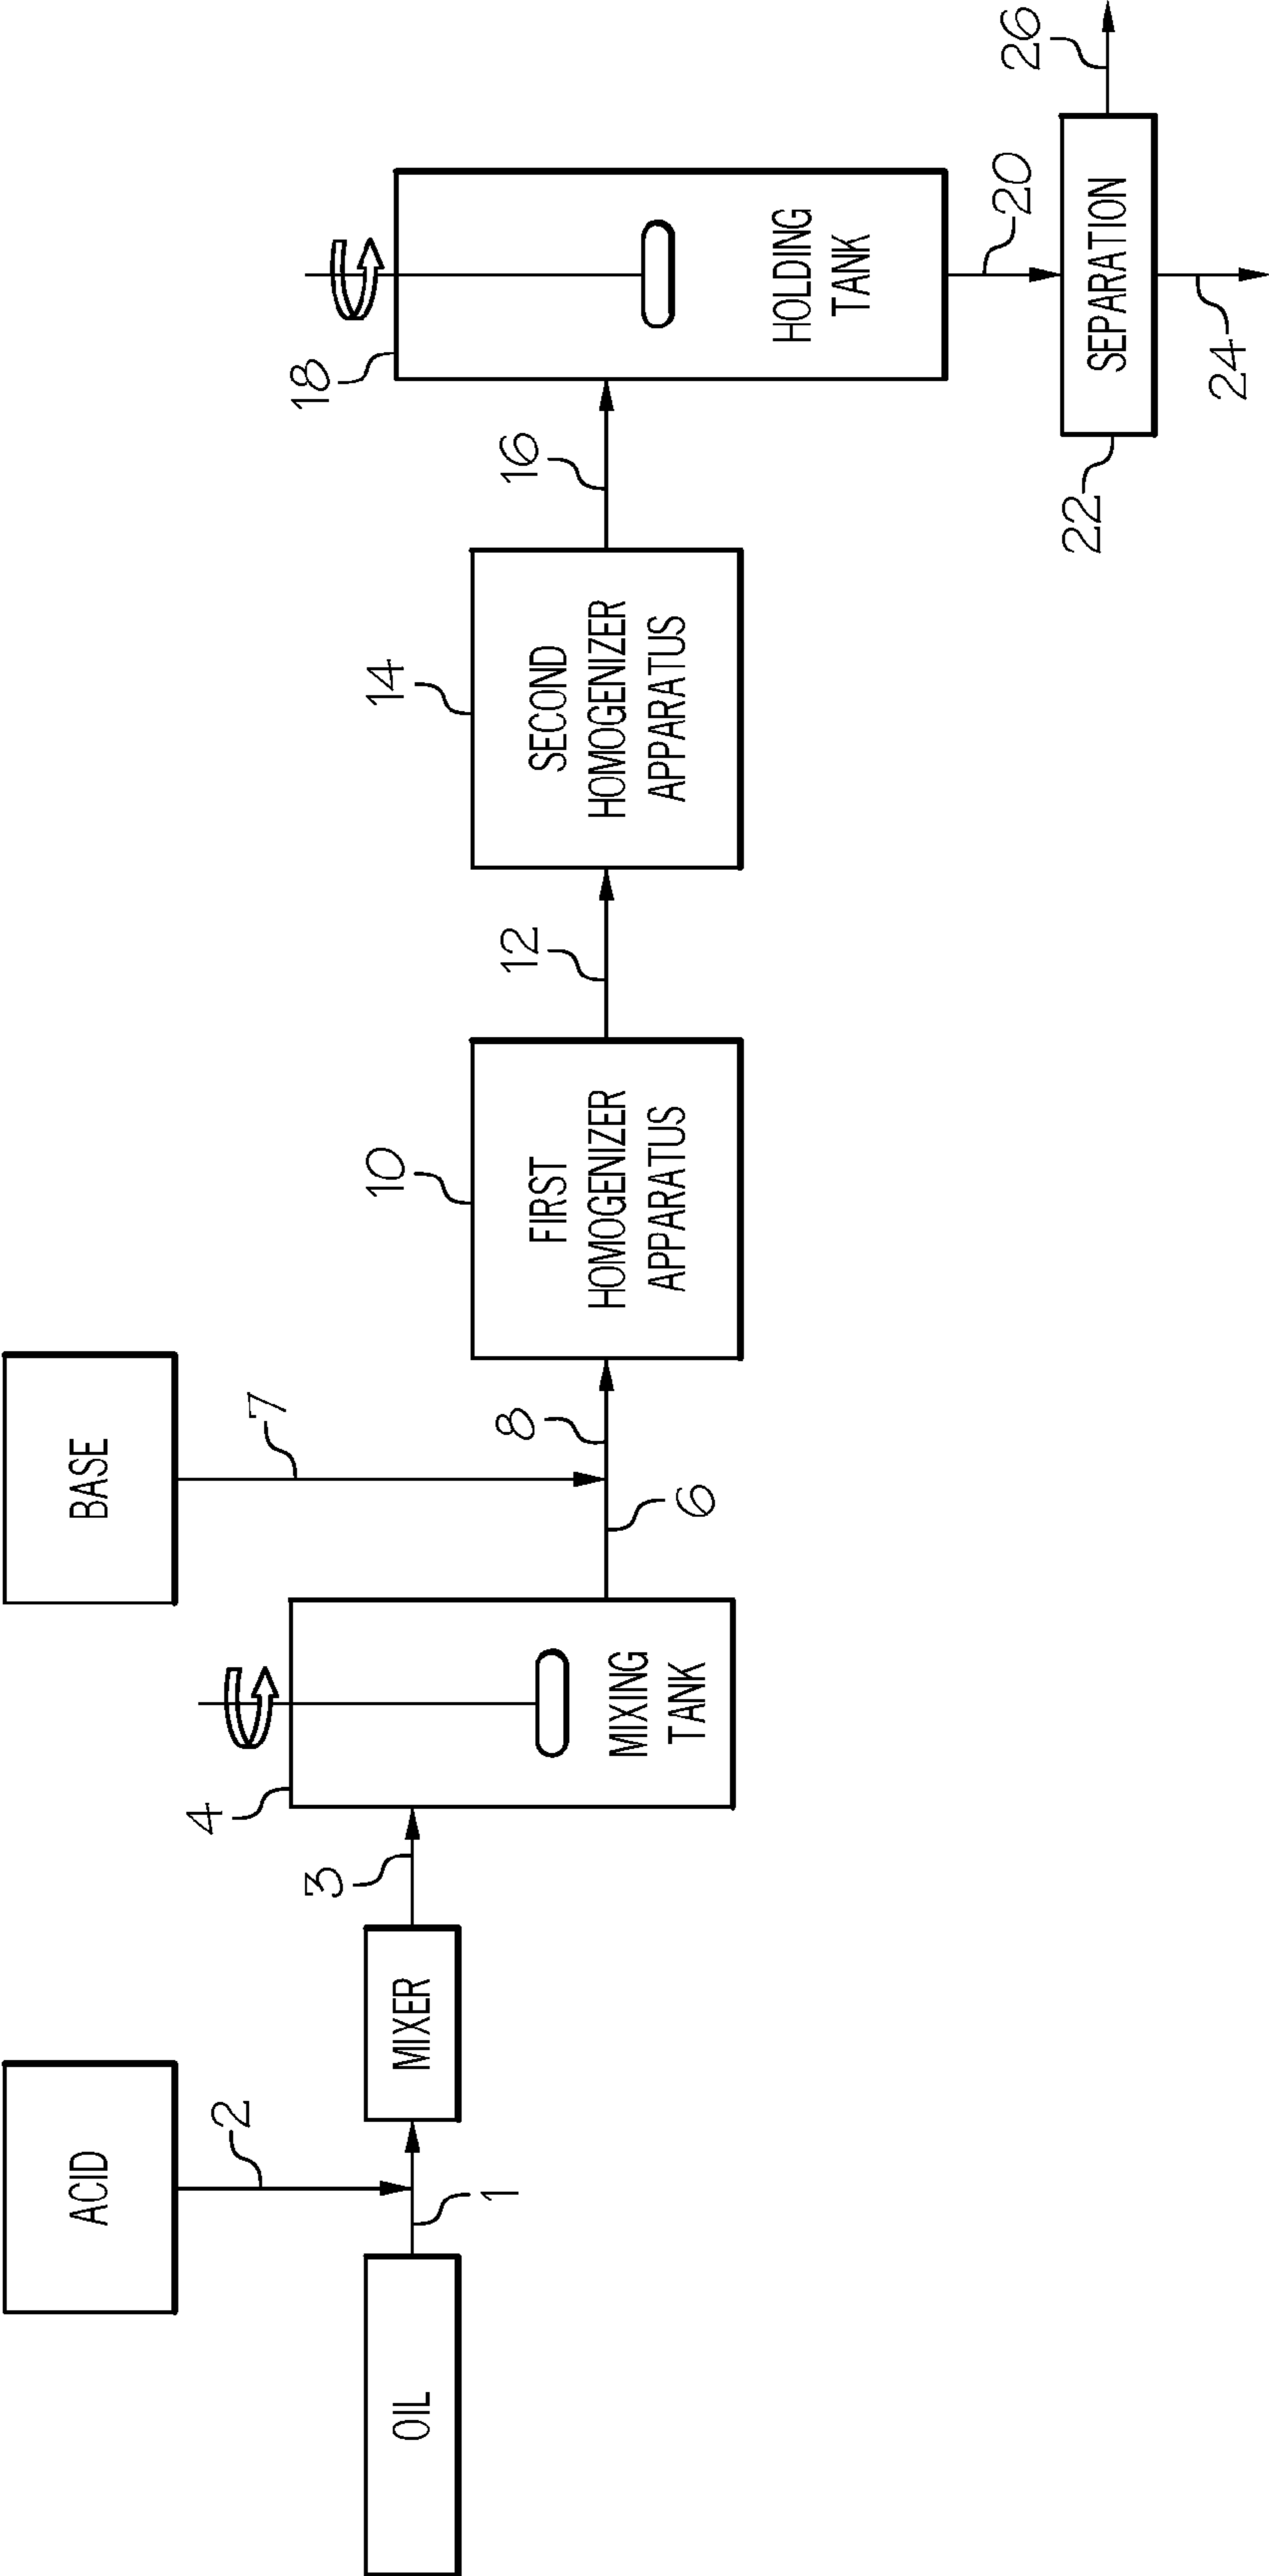 ACID
2
OIL
1
MIXER
3
4
MIXING
TANK
BASE
7
6
8
10
FIRST
HOMOGENIZER
APPARATUS
12
14
SECOND
HOMOGENIZER
APPARATUS
16
18
HOLDING
TANK
20
22
SEPARATION
24
26